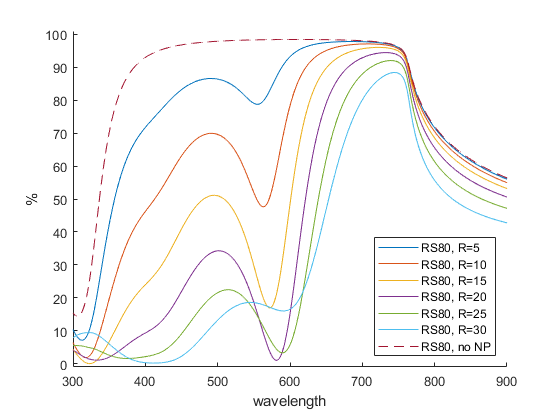 100
90
80
70
60
50
40
30
20
10
0
%
300 400 500 600 700 800 900
wavelength
RS80, R=5
RS80, R=10
RS80, R=15
RS80, R=20
RS80, R=25
RS80, R=30
RS80, no NP